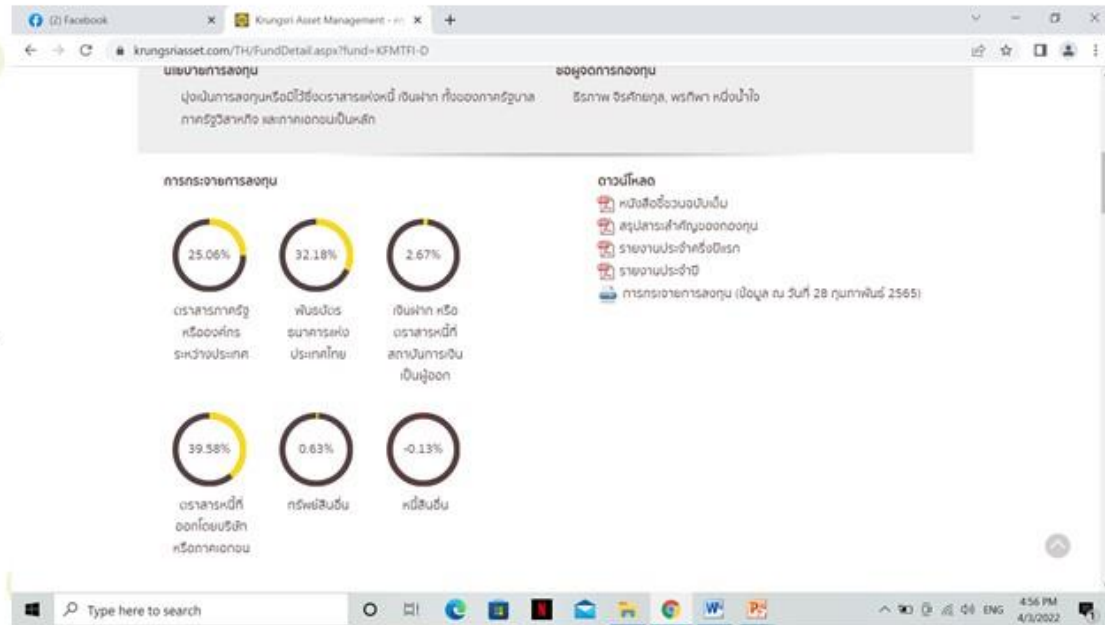 (2) Facebook
Krungsri Asset Management - ก
krungsriasset.com/TH/FundDetail.aspx?fund=KFMTFI-D
นโยบายการลงทุน
ชื่อผู้จัดการกองทุน
มุ่งเน้นการลงทุนหรือมีไว้ซึ่งตราสารแห่งหนี้ เงินฝาก ทั้งของภาครัฐบาล
ภาครัฐวิสาหกิจ และภาคเอกชนเป็นหลัก
ธีรภาพ จิรศักยกุล, พรทิพา หนึ่งน้ำใจ
การกระจายการลงทุน
25.06%
ตราสารภาครัฐ
หรือองค์กร
ระหว่างประเทศ
32.18%
พันธบัตร
ธนาคารแห่ง
ประเทศไทย
2.67%
เงินฝาก หรือ
ตราสารหนี้ที่
สถาบันการเงิน
เป็นผู้ออก
39.58%
ตราสารหนี้ที่
ออกโดยบริษัท
หรือภาคเอกชน
0.63%
ทรัพย์สินอื่น
-0.13%
หนี้สินอื่น
ดาวน์โหลด
หนังสือชี้ชวนฉบับเต็ม
สรุปสาระสำคัญของกองทุน
รายงานประจำครึ่งปีแรก
รายงานประจำปี
การกระจายการลงทุน (ข้อมูล ณ วันที่ 28 กุมภาพันธ์ 2565)
Type here to search
ENG
4:56 PM
4/3/2022